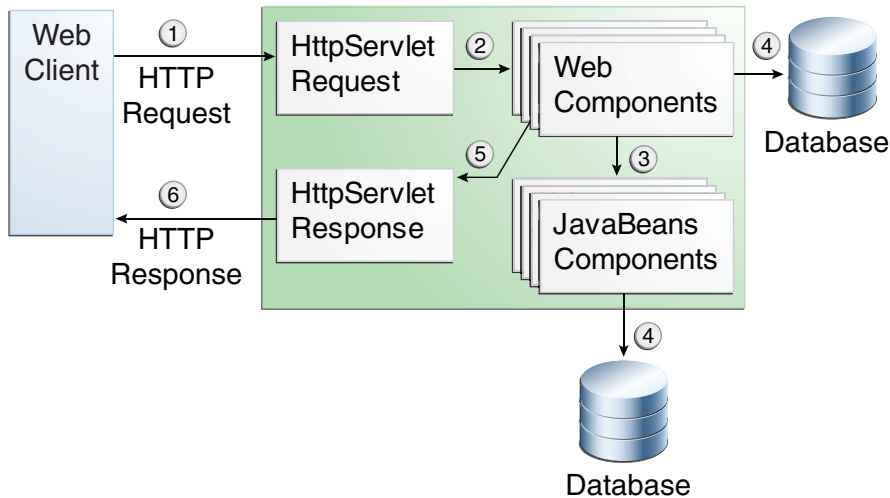 Web
Client
1
HTTP
Request
HttpServlet
Request
2
Web
Components
4
Database
3
5
HttpServlet
Response
6
HTTP
Response
JavaBeans
Components
4
Database